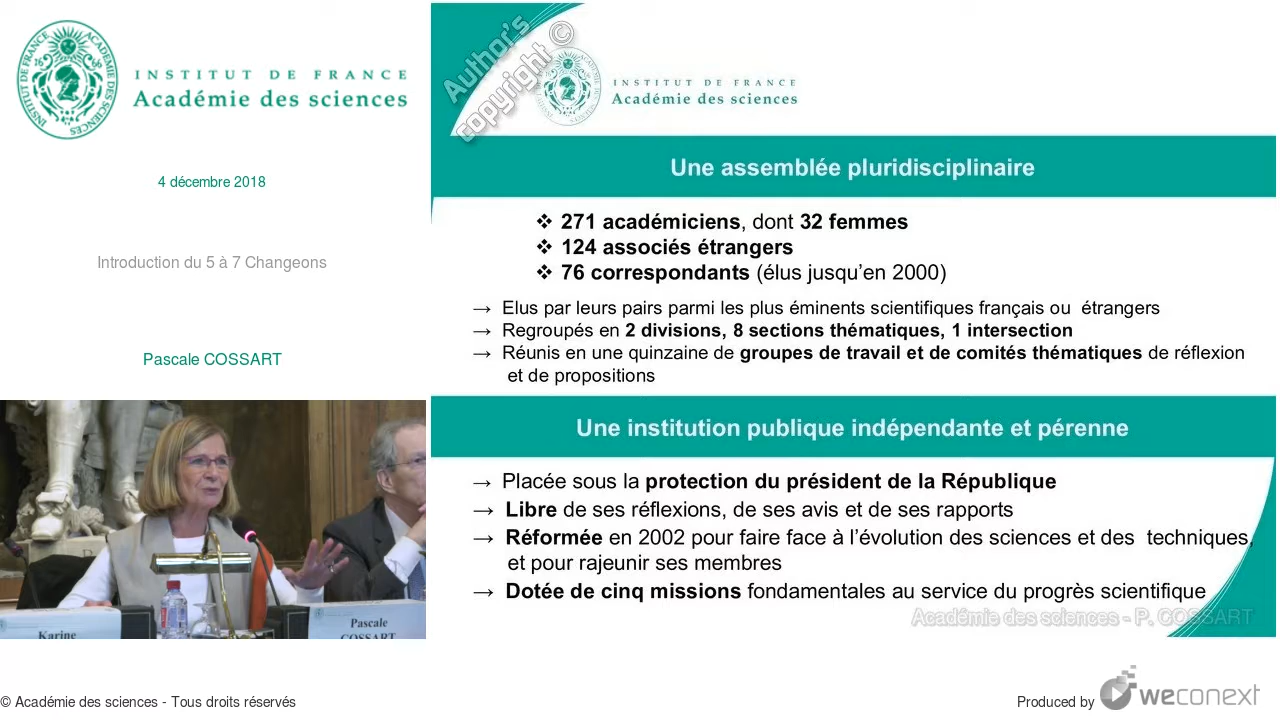 INSTITUT DE FRANCE
Académie des sciences
4 décembre 2018
Introduction du 5 à 7 Changeons
Pascale COSSART
Karine
Pascale
COSSART
© Académie des sciences - Tous droits réservés
Author's
copyright ©
INSTITUT DE FRANCE
Académie des sciences
Une assemblée pluridisciplinaire
❖ 271 académiciens, dont 32 femmes
❖ 124 associés étrangers
❖ 76 correspondants (élus jusqu'en 2000)
→ Elus par leurs pairs parmi les plus éminents scientifiques français ou étrangers
→ Regroupés en 2 divisions, 8 sections thématiques, 1 intersection
→ Réunis en une quinzaine de groupes de travail et de comités thématiques de réflexion
et de propositions
Une institution publique indépendante et pérenne
→ Placée sous la protection du président de la République
→ Libre de ses réflexions, de ses avis et de ses rapports
→ Réformée en 2002 pour faire face à l'évolution des sciences et des techniques,
et pour rajeunir ses membres
→ Dotée de cinq missions fondamentales au service du progrès scientifique
Académie des sciences - P. COSSART
Produced by weconext